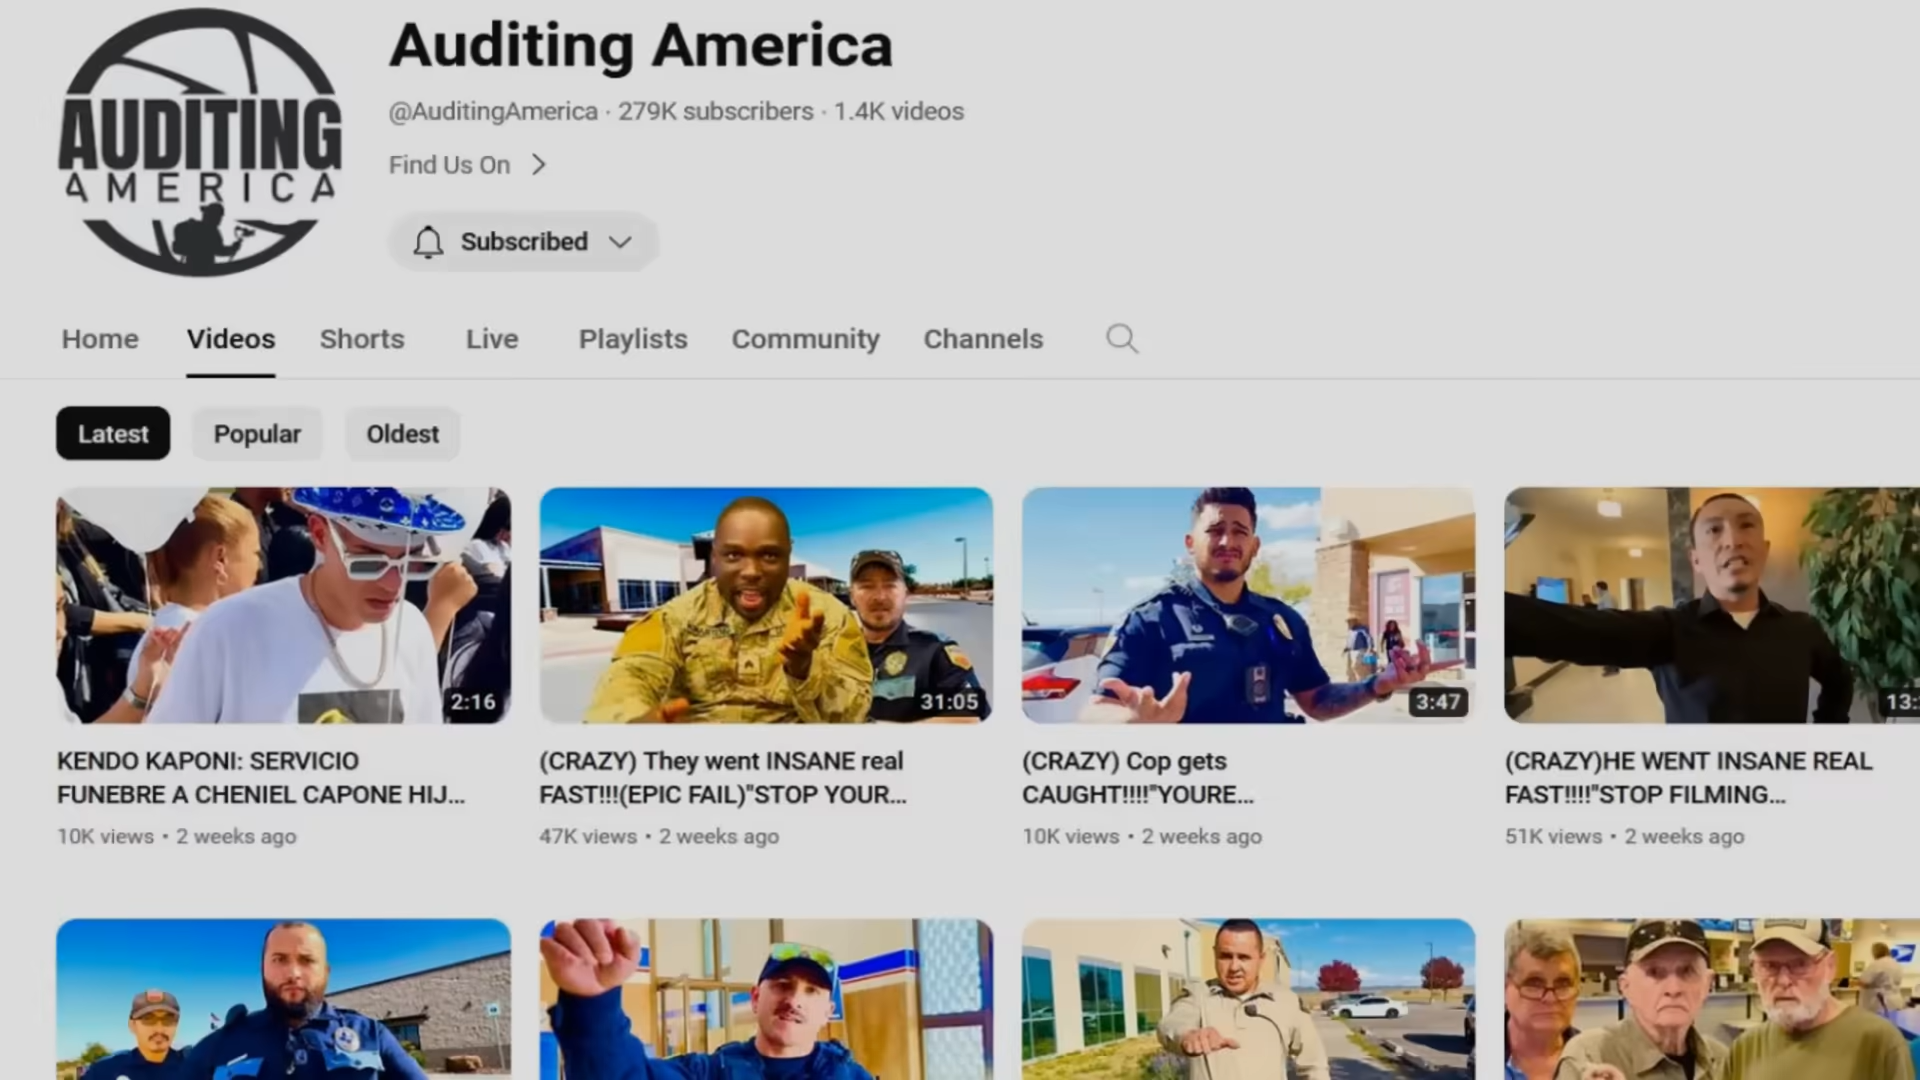 AUDITING
AMERICA
Auditing America
@AuditingAmerica · 279K subscribers · 1.4K videos
Find Us On
Subscribed
Home Videos Shorts Live Playlists Community Channels
Latest Popular Oldest
2:16 31:05 3:47 13:
KENDO KAPONI: SERVICIO
FUNEBRE A CHENIEL CAPONE HIJ...
10K views • 2 weeks ago
(CRAZY) They went INSANE real
FAST!!!(EPIC FAIL)"STOP YOUR...
47K views • 2 weeks ago
(CRAZY) Cop gets
CAUGHT!!!!"YOURE...
10K views • 2 weeks ago
(CRAZY)HE WENT INSANE REAL
FAST!!!!"STOP FILMING...
51K views • 2 weeks ago